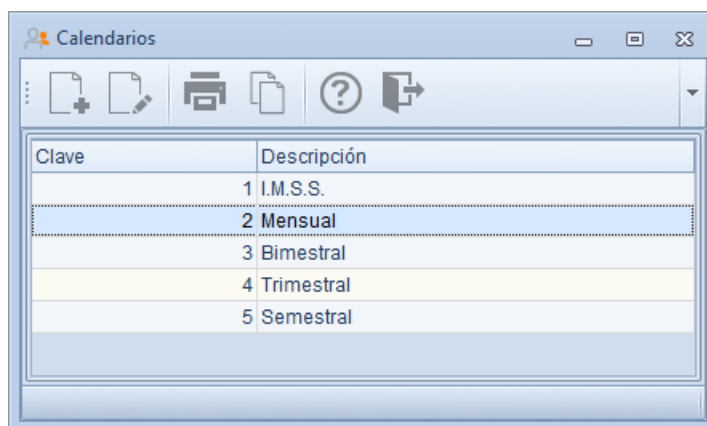 Calendarios
Clave Descripción
1 I.M.S.S.
2 Mensual
3 Bimestral
4 Trimestral
5 Semestral